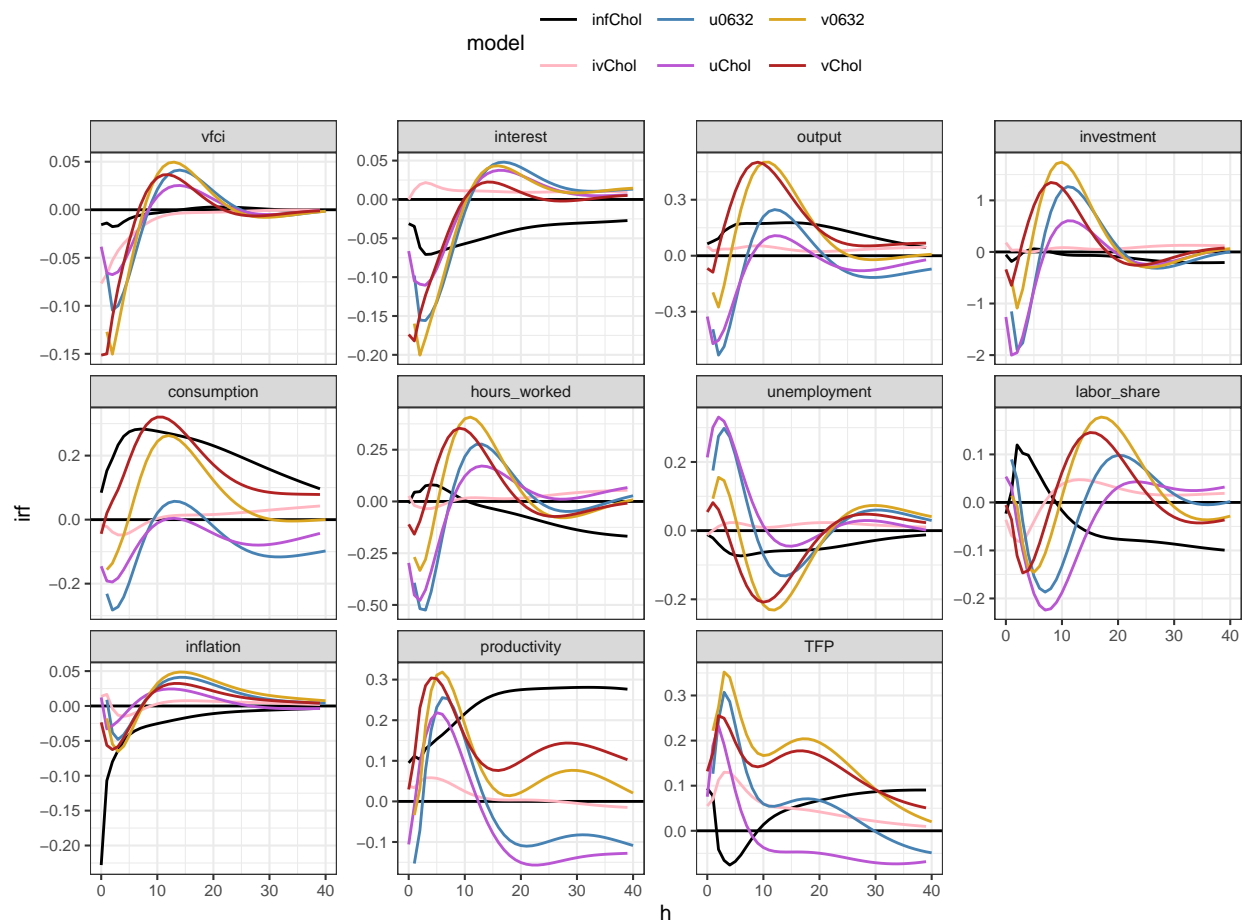 model
infChol u0632 v0632
ivChol uChol vChol
vfci interest output investment
0.05 0.00 −0.05 −0.10 −0.15
0.05 0.00 −0.05 −0.10 −0.15 −0.20
0.3 0.0 −0.3
1 0 −1 −2
consumption hours_worked unemployment labor_share
0.2 0.0 −0.2
0.25 0.00 −0.25 −0.50
0.2 0.0 −0.2
0.1 0.0 −0.1 −0.2
0 10 20 30 40
inflation productivity TFP
0.05 0.00 −0.05 −0.10 −0.15 −0.20
0.3 0.2 0.1 0.0 −0.1
0.3 0.2 0.1 0.0
0 10 20 30 40
0 10 20 30 40
0 10 20 30 40
irf
h